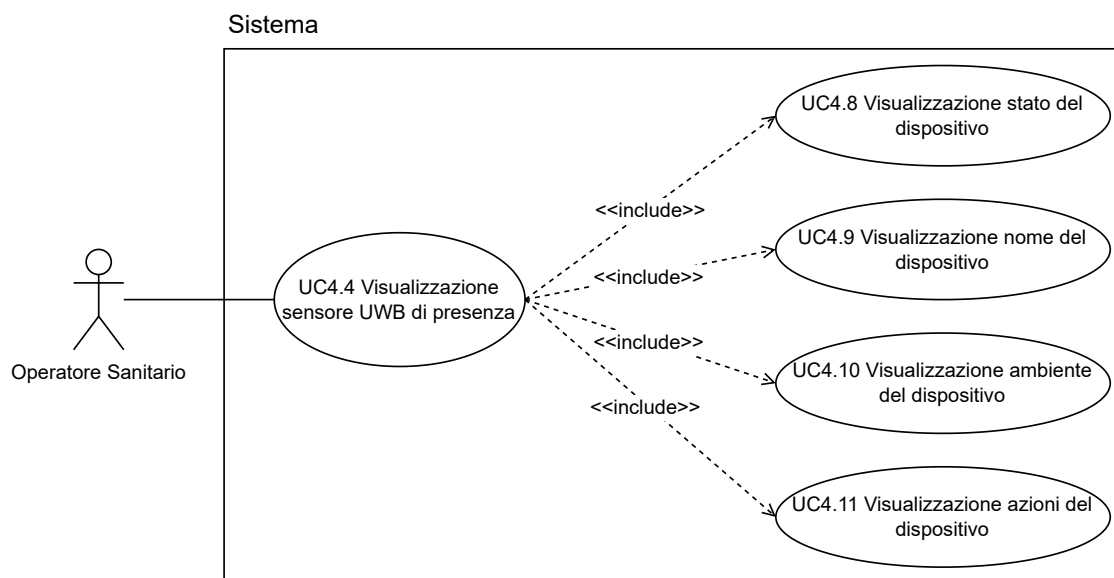 Sistema
UC4.8 Visualizzazione stato del
dispositivo
<<include>>
UC4.9 Visualizzazione nome del
dispositivo
<<include>>
UC4.4 Visualizzazione
sensore UWB di presenza
<<include>>
Operatore Sanitario
UC4.10 Visualizzazione ambiente
del dispositivo
<<include>>
UC4.11 Visualizzazione azioni del
dispositivo